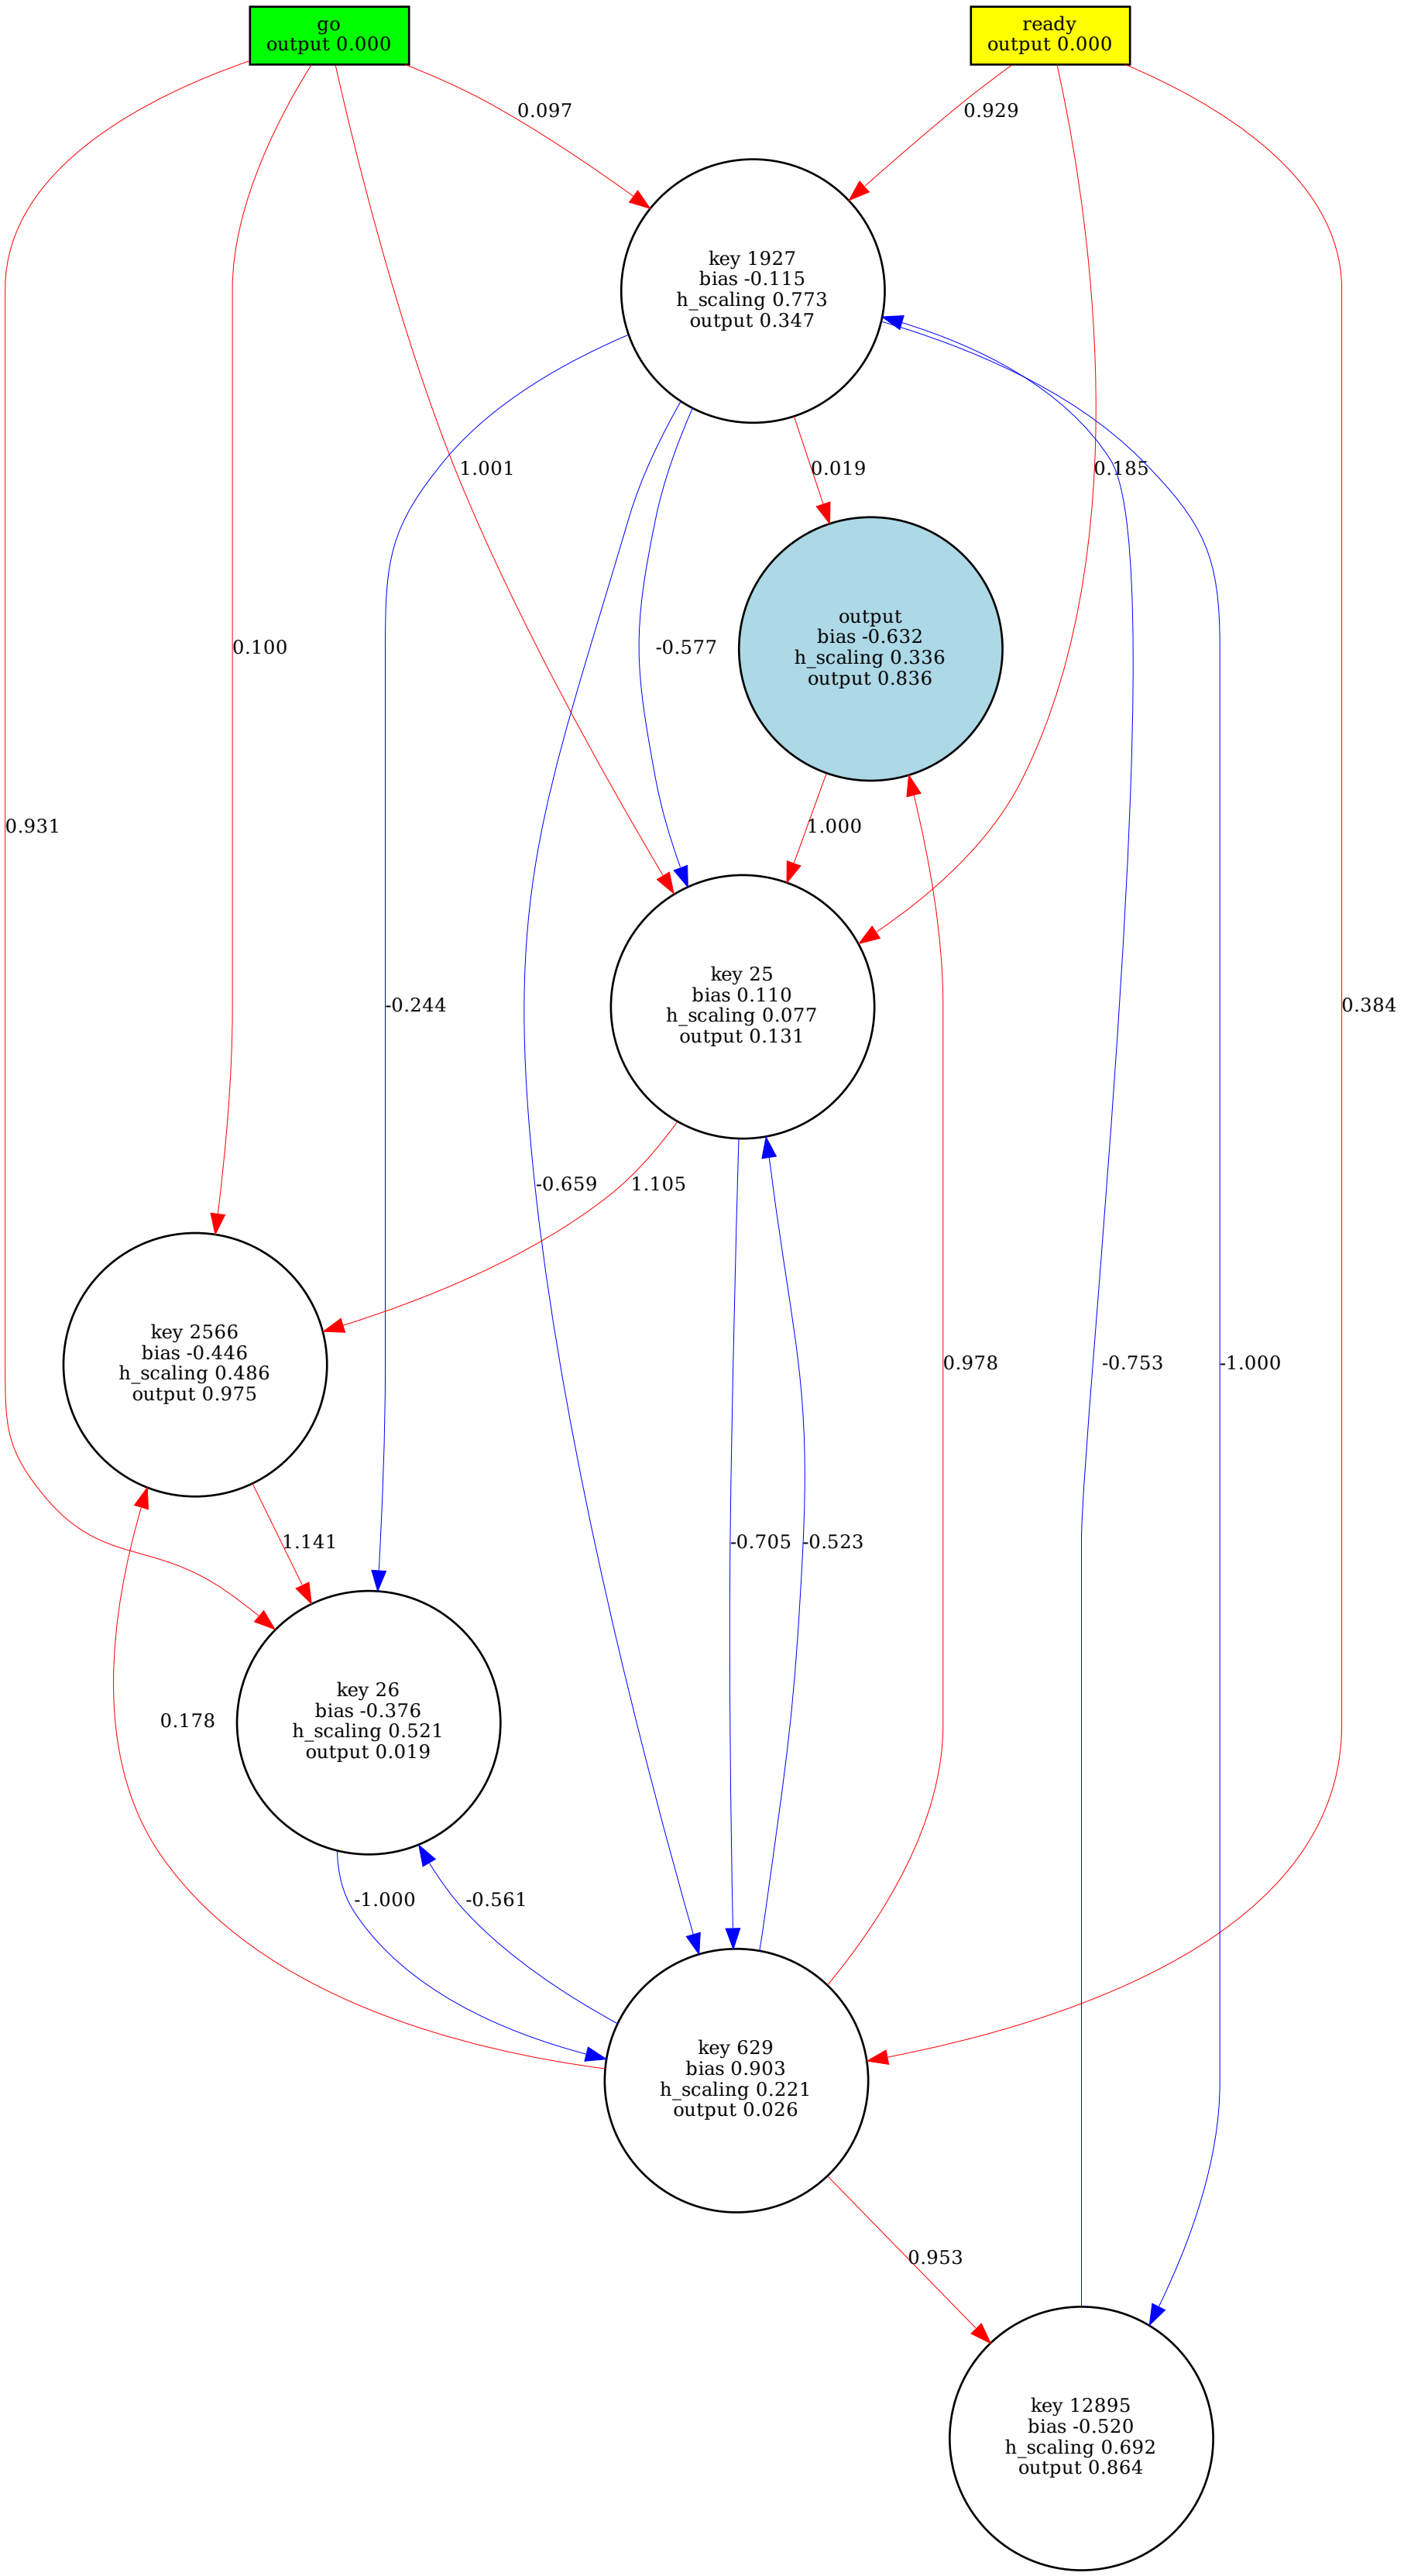 go
output 0.000
ready
output 0.000
0.097
0.929
key 1927
bias -0.115
h_scaling 0.773
output 0.347
1.001
0.019
0.185
0.100
-0.577
output
bias -0.632
h_scaling 0.336
output 0.836
0.931
1.000
-0.244
key 25
bias 0.110
h_scaling 0.077
output 0.131
0.384
-0.659
1.105
key 2566
bias -0.446
h_scaling 0.486
output 0.975
0.978
-0.753
-1.000
1.141
-0.705
-0.523
0.178
key 26
bias -0.376
h_scaling 0.521
output 0.019
-1.000
-0.561
key 629
bias 0.903
h_scaling 0.221
output 0.026
0.953
key 12895
bias -0.520
h_scaling 0.692
output 0.864